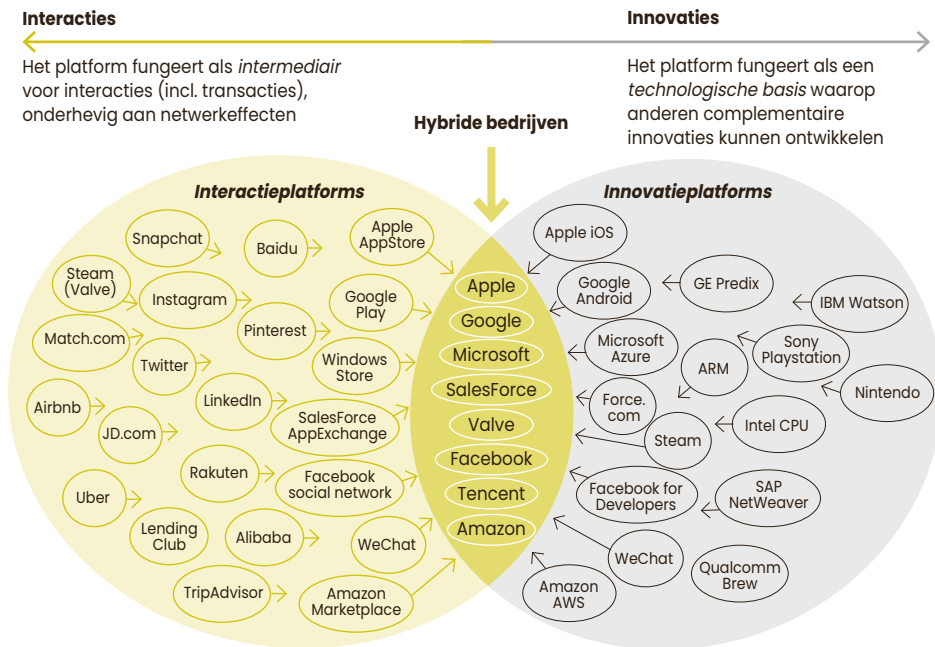 Interacties
Innovaties
Het platform fungeert als intermediair
voor interacties (incl. transacties),
onderhevig aan netwerkeffecten
Het platform fungeert als een
technologische basis waarop
anderen complementaire
innovaties kunnen ontwikkelen
Hybride bedrijven
Interactieplatforms
Innovatieplatforms
Snapchat
Baidu
Apple
AppStore
Steam
(Valve)
Instagram
Google
Play
Match.com
Pinterest
Twitter
Windows
Store
Airbnb
LinkedIn
JD.com
SalesForce
AppExchange
Rakuten
Facebook
social network
Uber
Lending
Club
Alibaba
WeChat
TripAdvisor
Amazon
Marketplace
Apple
Google
Microsoft
SalesForce
Valve
Facebook
Tencent
Amazon
Apple iOS
Google
Android
GE Predix
IBM Watson
Microsoft
Azure
ARM
Sony
Playstation
Nintendo
Force.
com
Steam
Intel CPU
Facebook for
Developers
SAP
NetWeaver
WeChat
Qualcomm
Brew
Amazon
AWS